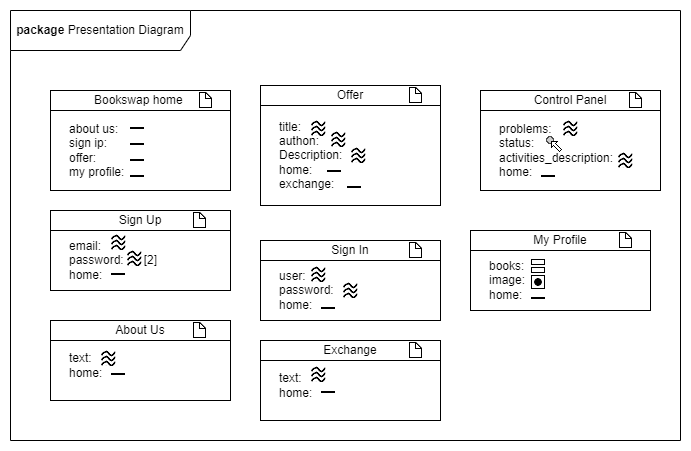 package Presentation Diagram
Bookswap home
about us:
sign ip:
offer:
my profile:
Offer
title:
authon:
Description:
home:
exchange:
Control Panel
problems:
status:
activities_description:
home:
Sign Up
email:
password: [2]
home:
Sign In
user:
password:
home:
My Profile
books:
image:
home:
About Us
text:
home:
Exchange
text:
home: